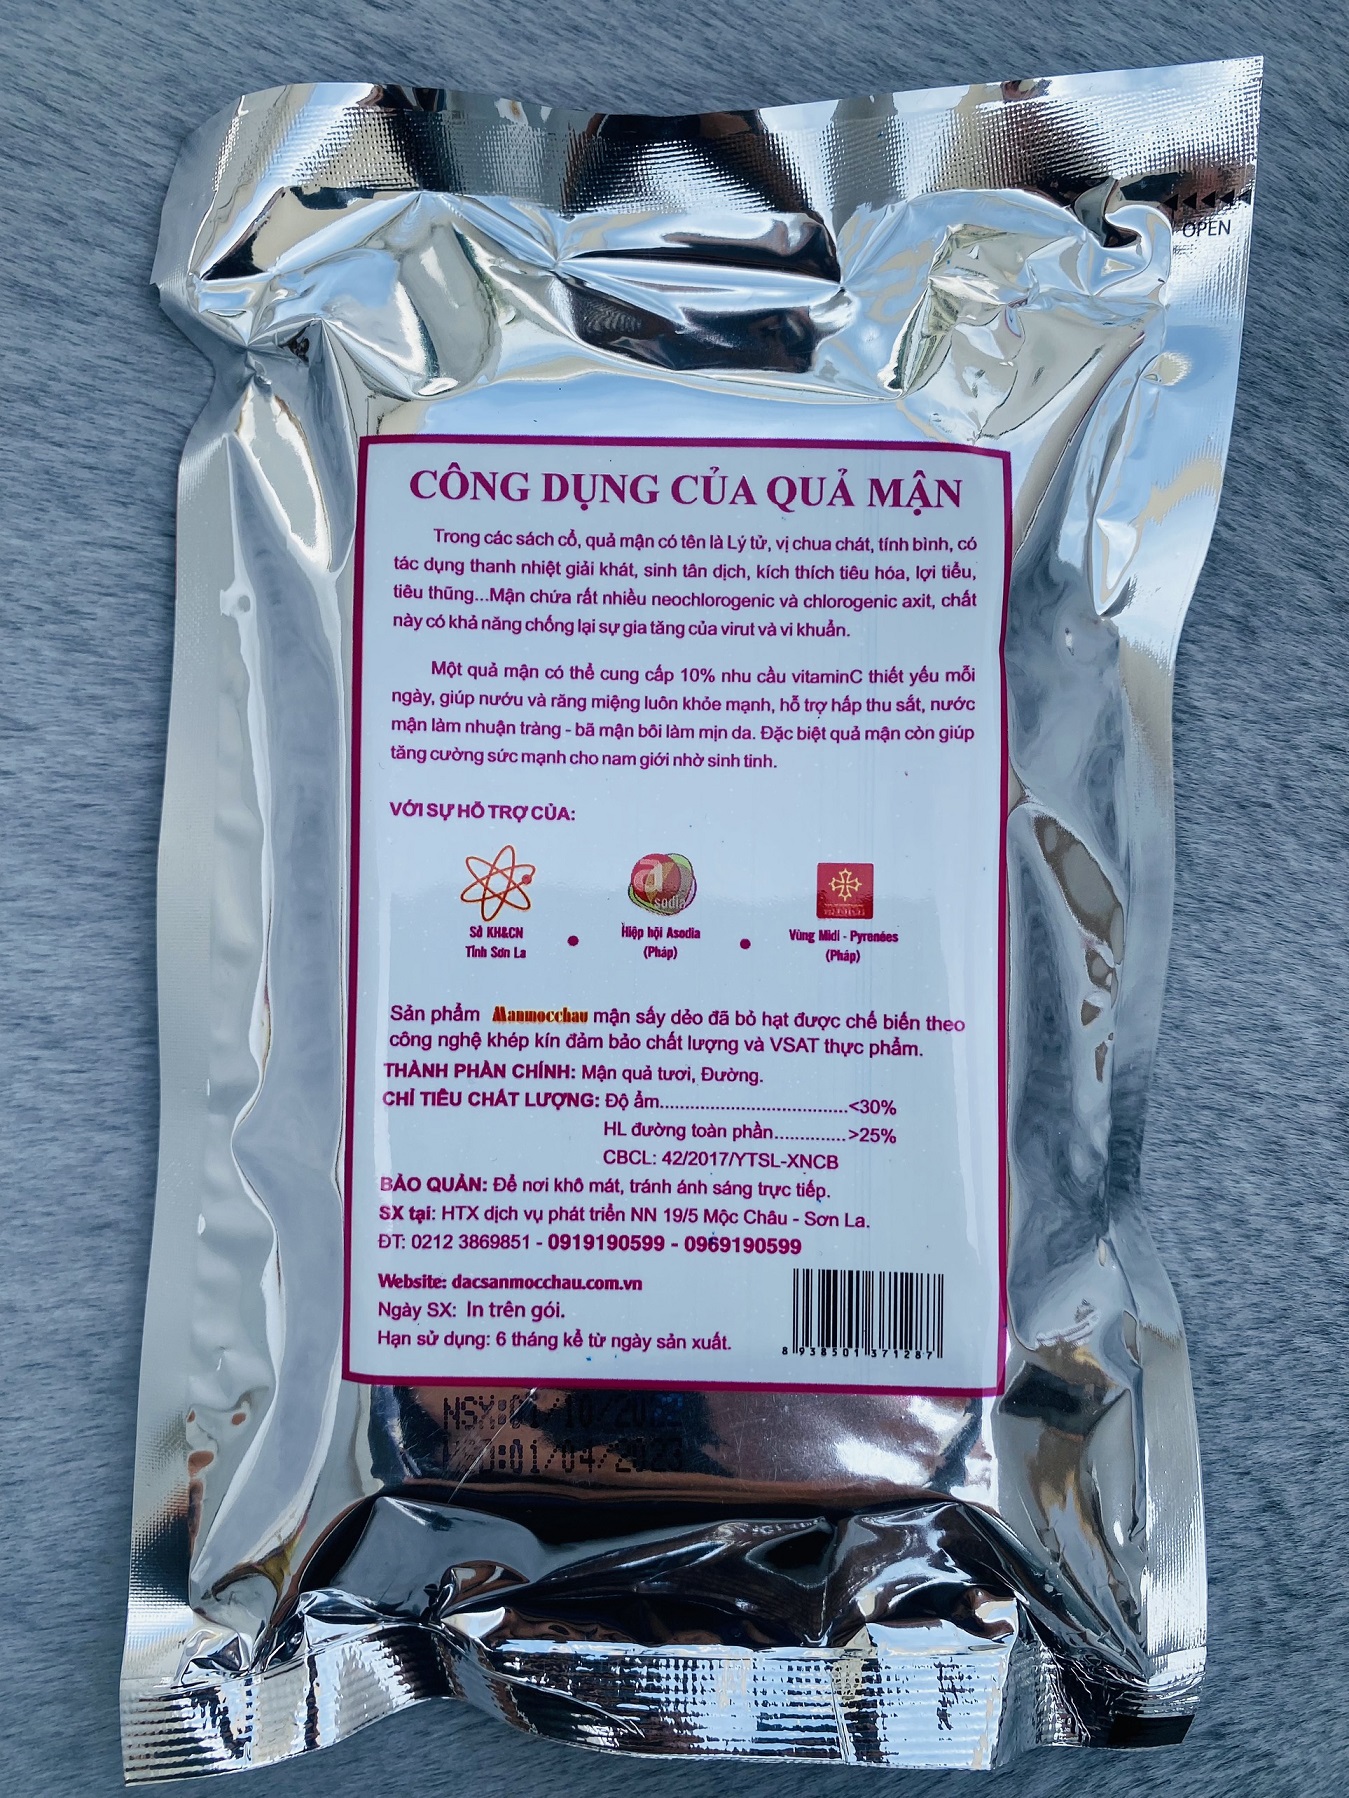 OPEN
CÔNG DỤNG CỦA QUẢ MẬN
Trong các sách cổ, quả mận có tên là Lý tử, vị chua chát, tính bình, có
tác dụng thanh nhiệt giải khát, sinh tân dịch, kích thích tiêu hóa, lợi tiểu,
tiêu thũng...Mận chứa rất nhiều neochlorogenic và chlorogenic axit, chất
này có khả năng chống lại sự gia tăng của virut và vi khuẩn.
Một quả mận có thể cung cấp 10% nhu cầu vitaminC thiết yếu mỗi
ngày, giúp nướu và răng miệng luôn khỏe mạnh, hỗ trợ hấp thu sắt, nước
mận làm nhuận tràng - bã mận bôi làm mịn da. Đặc biệt quả mận còn giúp
tăng cường sức mạnh cho nam giới nhờ sinh tinh.
VỚI SỰ HỖ TRỢ CỦA:
a
sodia
Sở KH&CN
Tỉnh Sơn La
Hiệp hội Asodia
(Pháp)
Vùng Midi - Pyrenées
(Pháp)
Sản phẩm Manmocchau mận sấy dẻo đã bỏ hạt được chế biến theo
công nghệ khép kín đảm bảo chất lượng và VSAT thực phẩm.
THÀNH PHẦN CHÍNH: Mận quả tươi, Đường.
CHỈ TIÊU CHẤT LƯỢNG: Độ ẩm...................................<30%
HL đường toàn phần..............>25%
CBCL: 42/2017/YTSL-XNCB
BẢO QUẢN: Để nơi khô mát, tránh ánh sáng trực tiếp.
SX tại: HTX dịch vụ phát triển NN 19/5 Mộc Châu - Sơn La.
ĐT: 0212 3869851 - 0919190599 - 0969190599
Website: dacsanmocchau.com.vn
Ngày SX: In trên gói.
Hạn sử dụng: 6 tháng kể từ ngày sản xuất.
8 938501 371287
NSX:01/10/2022
01/04/2023